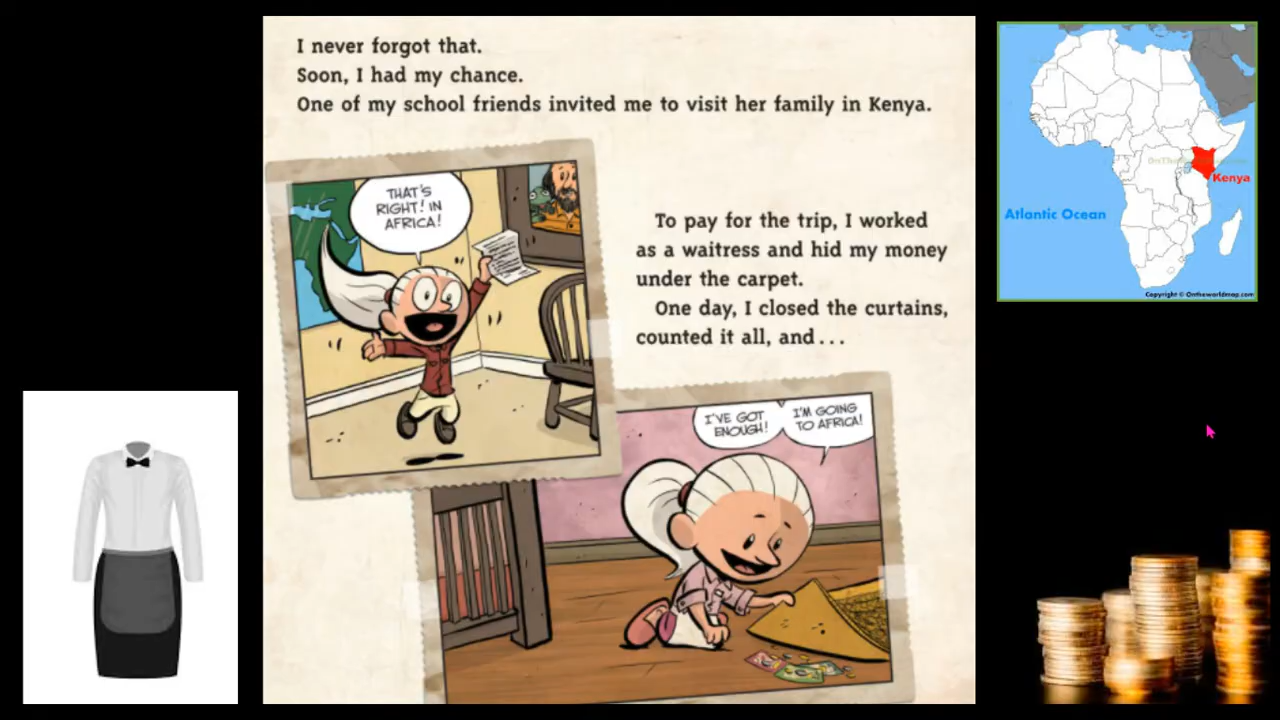 I never forgot that.
Soon, I had my chance.
One of my school friends invited me to visit her family in Kenya.
THAT'S
RIGHT! IN
AFRICA!
To pay for the trip, I worked
as a waitress and hid my money
under the carpet.
One day, I closed the curtains,
counted it all, and...
I'VE GOT
ENOUGH!
I'M GOING
TO AFRICA!
Kenya
Atlantic Ocean
Copyright © Ontheworldmap.com